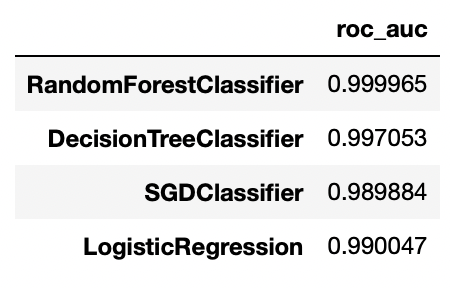 roc_auc
RandomForestClassifier 0.999965
DecisionTreeClassifier 0.997053
SGDClassifier 0.989884
LogisticRegression 0.990047